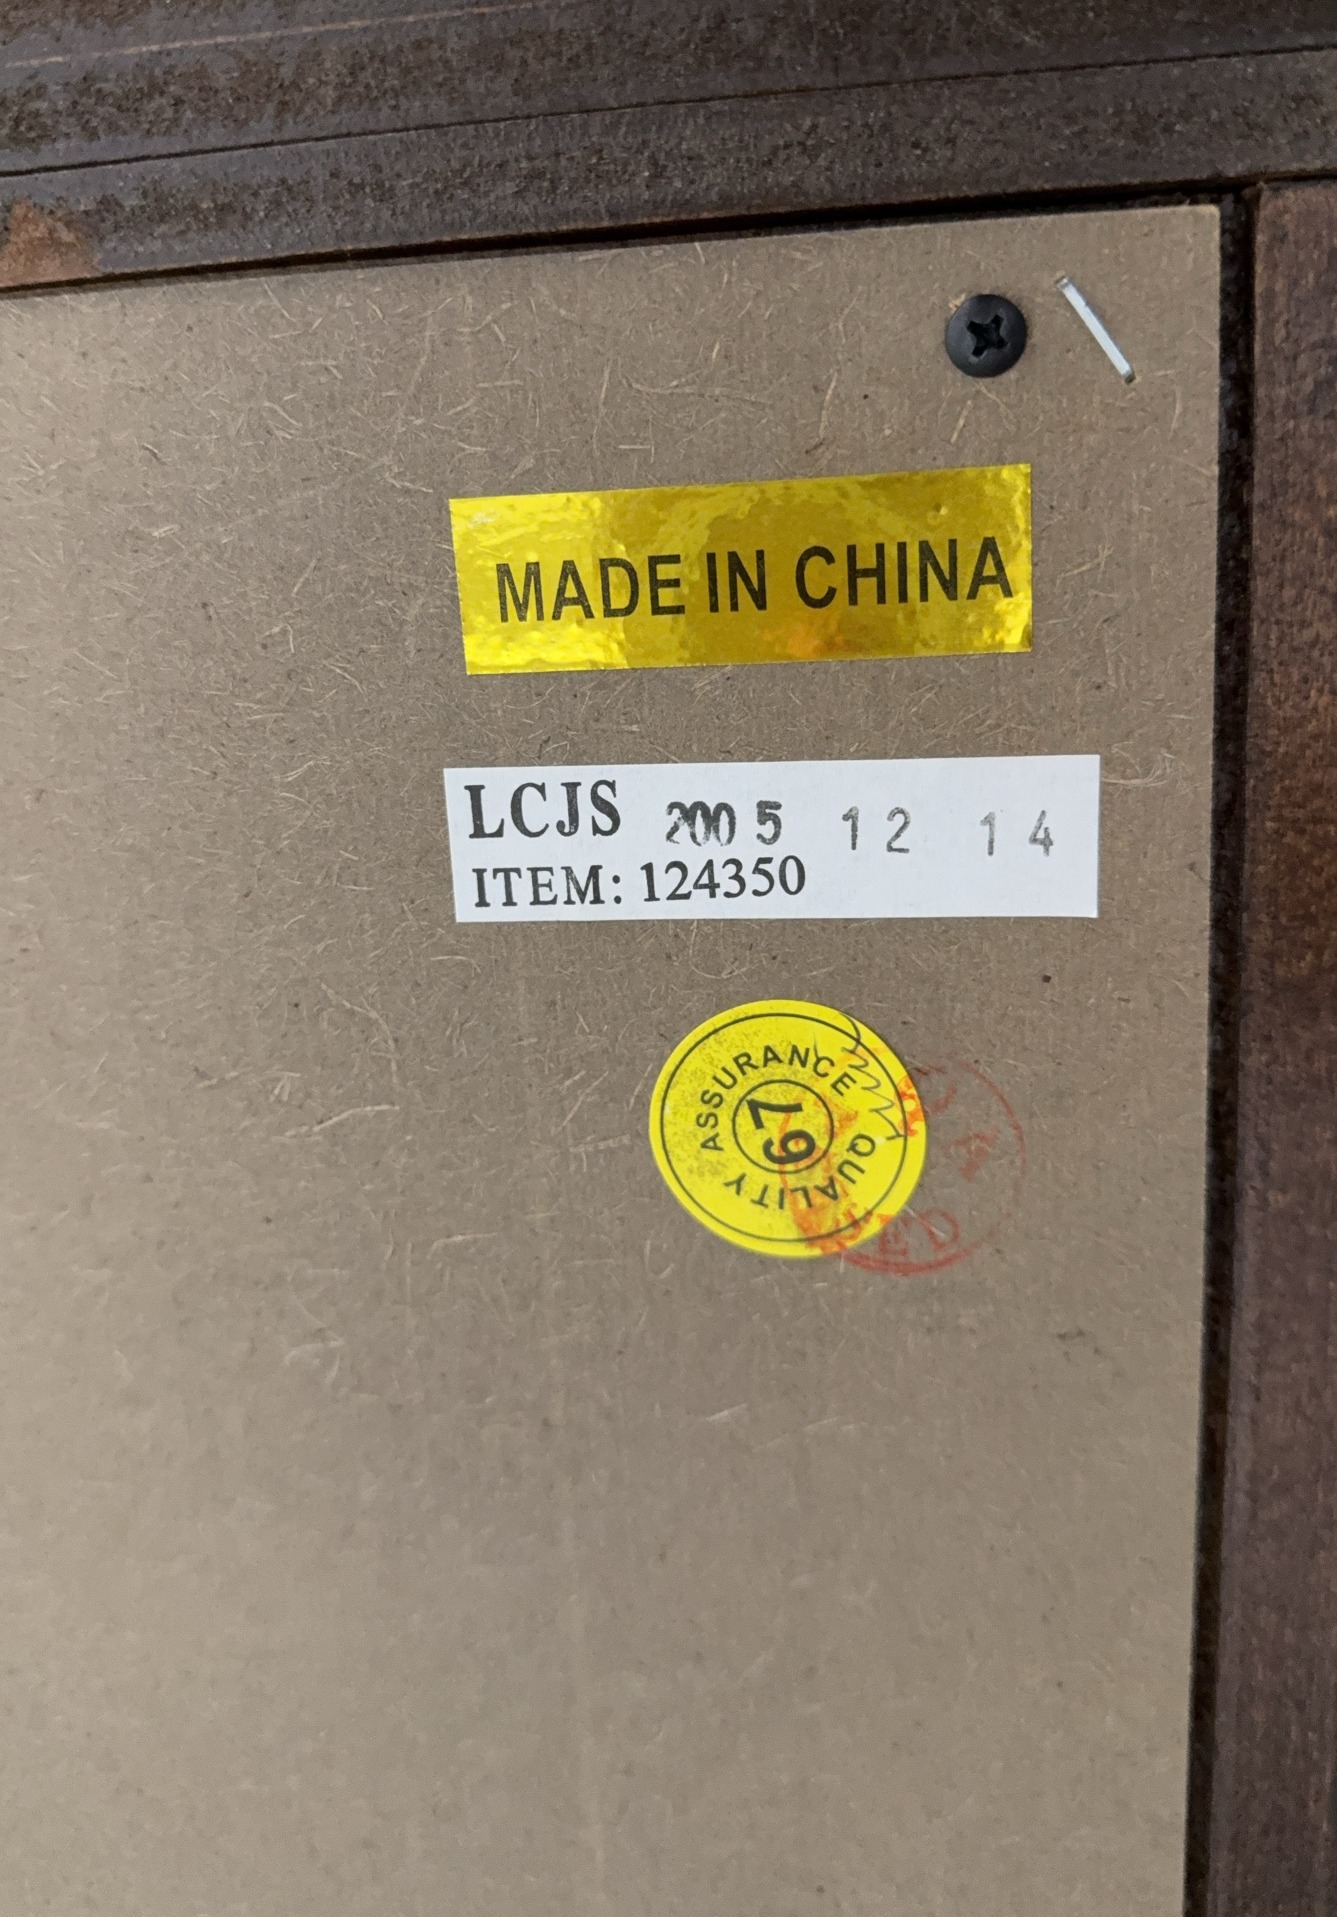 MADE IN CHINA
LCJS 2005 12 14
ITEM: 124350
QUALITY ASSURANCE
67